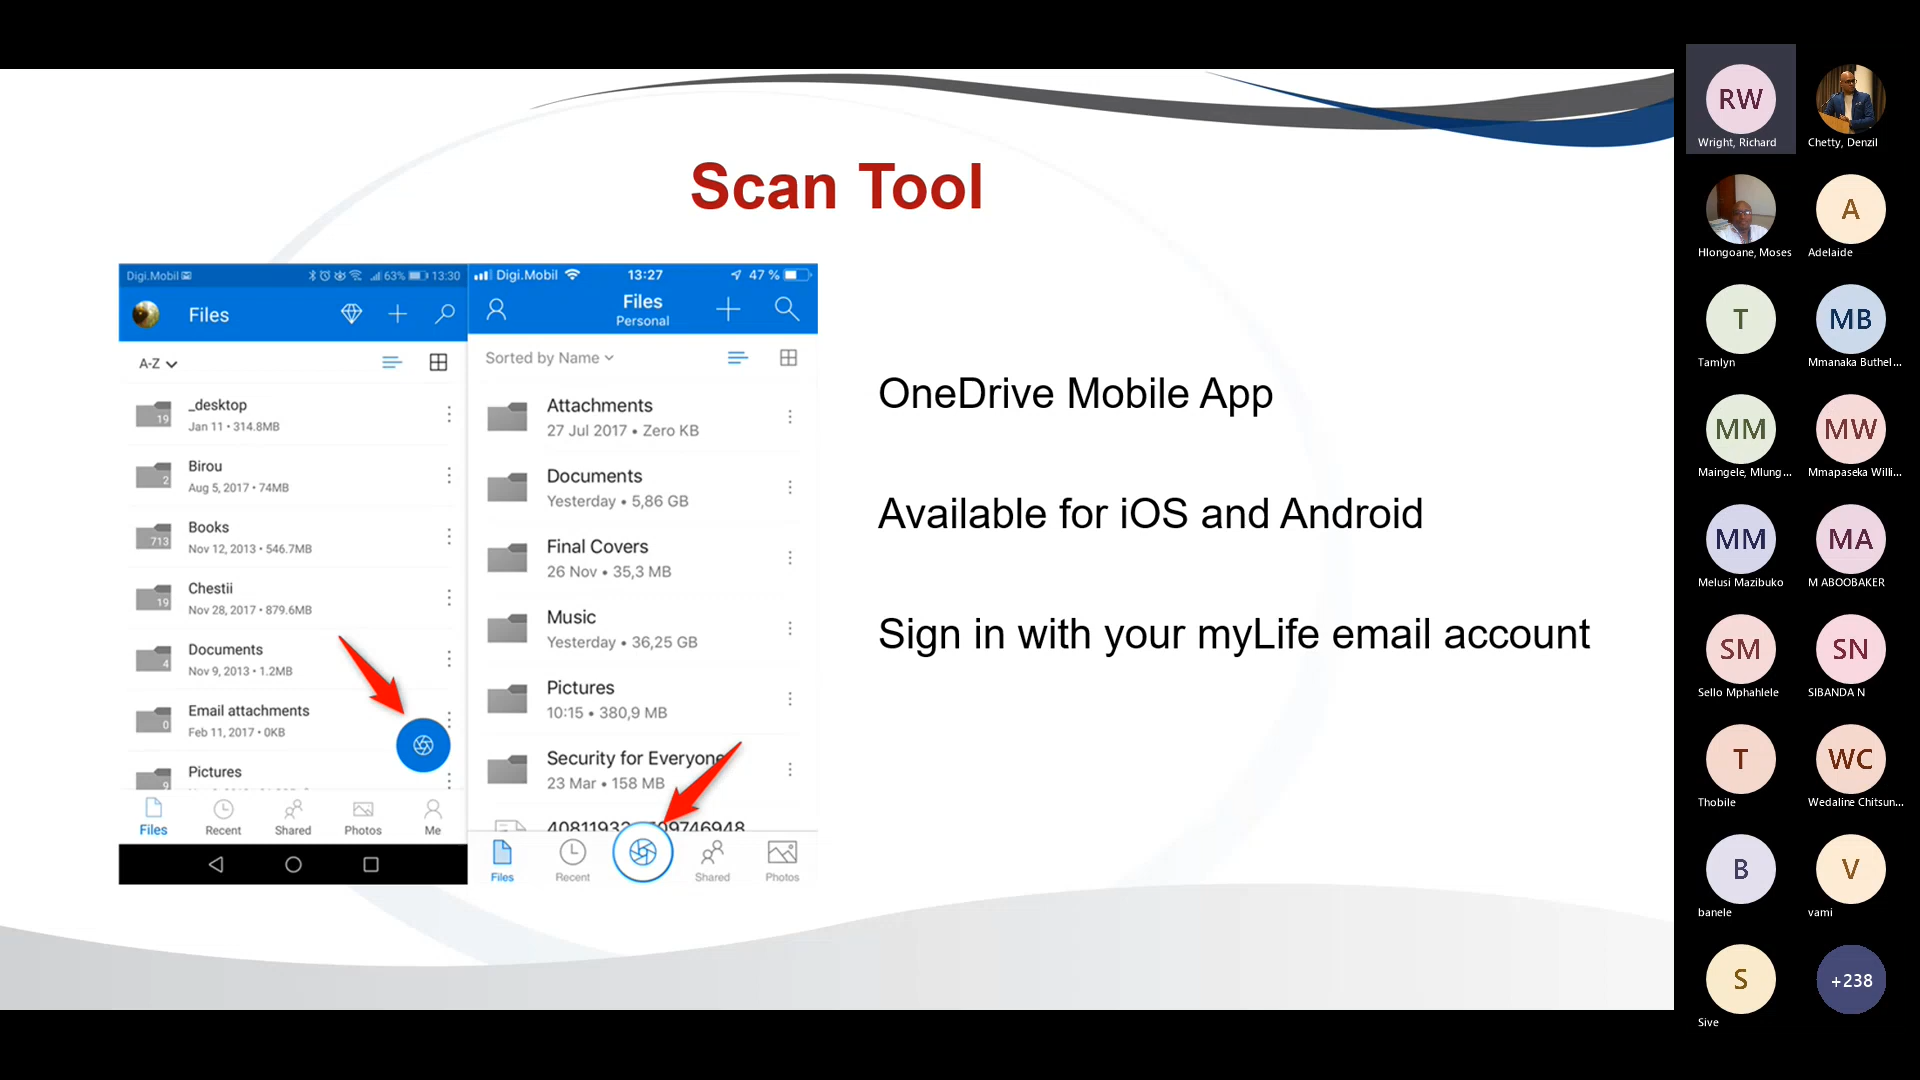 Scan Tool
Digi.Mobil
63% 13:30
Files
A-Z
19
_desktop
Jan 11 • 314.8MB
2
Birou
Aug 5, 2017 • 74MB
713
Books
Nov 12, 2013 • 546.7MB
19
Chestii
Nov 28, 2017 • 879.6MB
4
Documents
Nov 9, 2013 • 1.2MB
0
Email attachments
Feb 11, 2017 • 0KB
9
Pictures
Files Recent Shared Photos Me
Digi.Mobil 13:27 47 %
Files
Personal
Sorted by Name
Attachments
27 Jul 2017 • Zero KB
Documents
Yesterday • 5,86 GB
Final Covers
26 Nov • 35,3 MB
Music
Yesterday • 36,25 GB
Pictures
10:15 • 380,9 MB
Security for Everyone
23 Mar • 158 MB
Files Recent Shared Photos
OneDrive Mobile App
Available for iOS and Android
Sign in with your myLife email account
RW
Wright, Richard
Chetty, Denzil
Hlongoane, Moses
A
Adelaide
T
Tamlyn
MB
Mmanaka Buthel...
MM
Maingele, Mlung...
MW
Mmapaseka Willi...
MM
Melusi Mazibuko
MA
M ABOOBAKER
SM
Sello Mphahlele
SN
SIBANDA N
T
Thobile
WC
Wedaline Chitsun...
B
banele
V
vami
S
Sive
+238